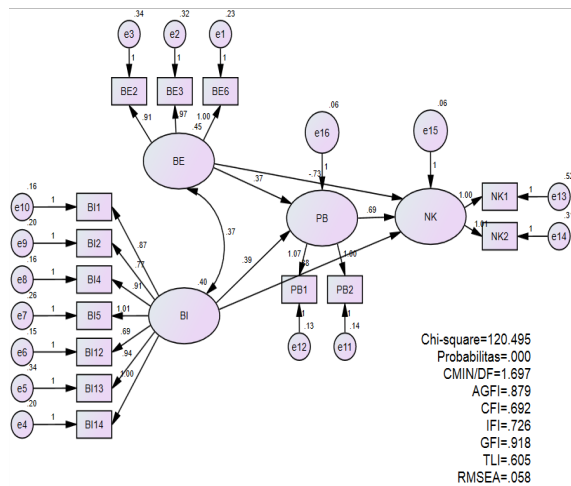 .34 .32 .23
e3 e2 e1
1 1 1
BE2 BE3 BE6
.91 .97 1.00
.45
BE
.06 .06
e16 e15
1 1
-.73
.37
.16
e10 1 BI1
.20
e9 1 BI2
.16
e8 1 BI4
.26
e7 1 BI5
.15
e6 1 BI12
.34
e5 1 BI13
.20
e4 1 BI14
.87
.77
.91
1.01
.69
.94
1.00
.37
.40
BI
.39
PB
.69
NK
1.00 NK1 1 e13
1.01 NK2 1 e14
1.07 1.00
PB1 PB2
1 1
.13 .14
e12 e11
Chi-square=120.495
Probabilitas=.000
CMIN/DF=1.697
AGFI=.879
CFI=.692
IFI=.726
GFI=.918
TLI=.605
RMSEA=.058